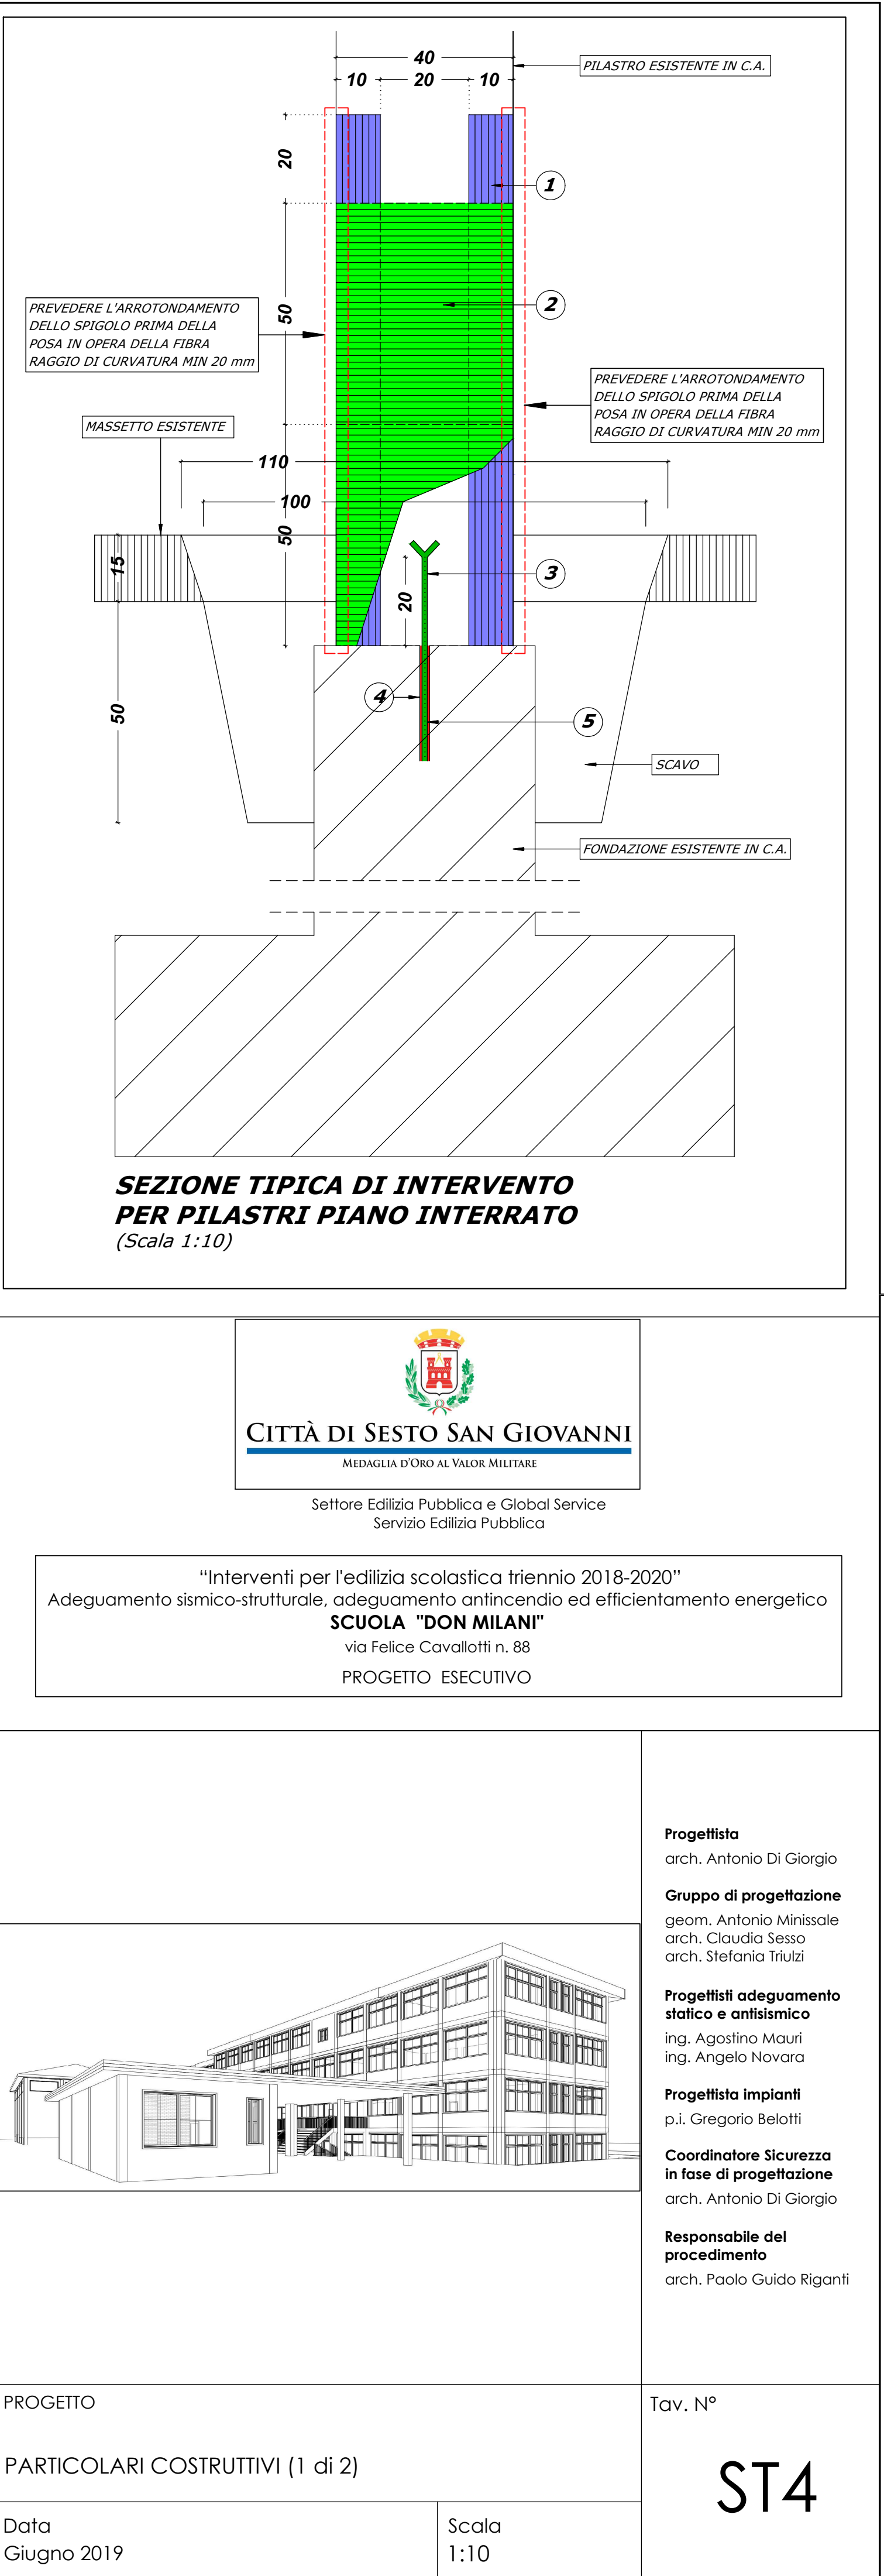 40
10
20
10
PILASTRO ESISTENTE IN C.A.
20
1
50
2
PREVEDERE L'ARROTONDAMENTO
DELLO SPIGOLO PRIMA DELLA
POSA IN OPERA DELLA FIBRA
RAGGIO DI CURVATURA MIN 20 mm
PREVEDERE L'ARROTONDAMENTO
DELLO SPIGOLO PRIMA DELLA
POSA IN OPERA DELLA FIBRA
RAGGIO DI CURVATURA MIN 20 mm
MASSETTO ESISTENTE
110
100
50
15
3
20
4
5
50
SCAVO
FONDAZIONE ESISTENTE IN C.A.
SEZIONE TIPICA DI INTERVENTO
PER PILASTRI PIANO INTERRATO
(Scala 1:10)
CITTÀ DI SESTO SAN GIOVANNI
MEDAGLIA D'ORO AL VALOR MILITARE
Settore Edilizia Pubblica e Global Service
Servizio Edilizia Pubblica
“Interventi per l'edilizia scolastica triennio 2018-2020”
Adeguamento sismico-strutturale, adeguamento antincendio ed efficientamento energetico
SCUOLA "DON MILANI"
via Felice Cavallotti n. 88
PROGETTO ESECUTIVO
Progettista
arch. Antonio Di Giorgio
Gruppo di progettazione
geom. Antonio Minissale
arch. Claudia Sesso
arch. Stefania Triulzi
Progettisti adeguamento
statico e antisismico
ing. Agostino Mauri
ing. Angelo Novara
Progettista impianti
p.i. Gregorio Belotti
Coordinatore Sicurezza
in fase di progettazione
arch. Antonio Di Giorgio
Responsabile del
procedimento
arch. Paolo Guido Riganti
PROGETTO
PARTICOLARI COSTRUTTIVI (1 di 2)
Tav. N°
ST4
Data
Giugno 2019
Scala
1:10